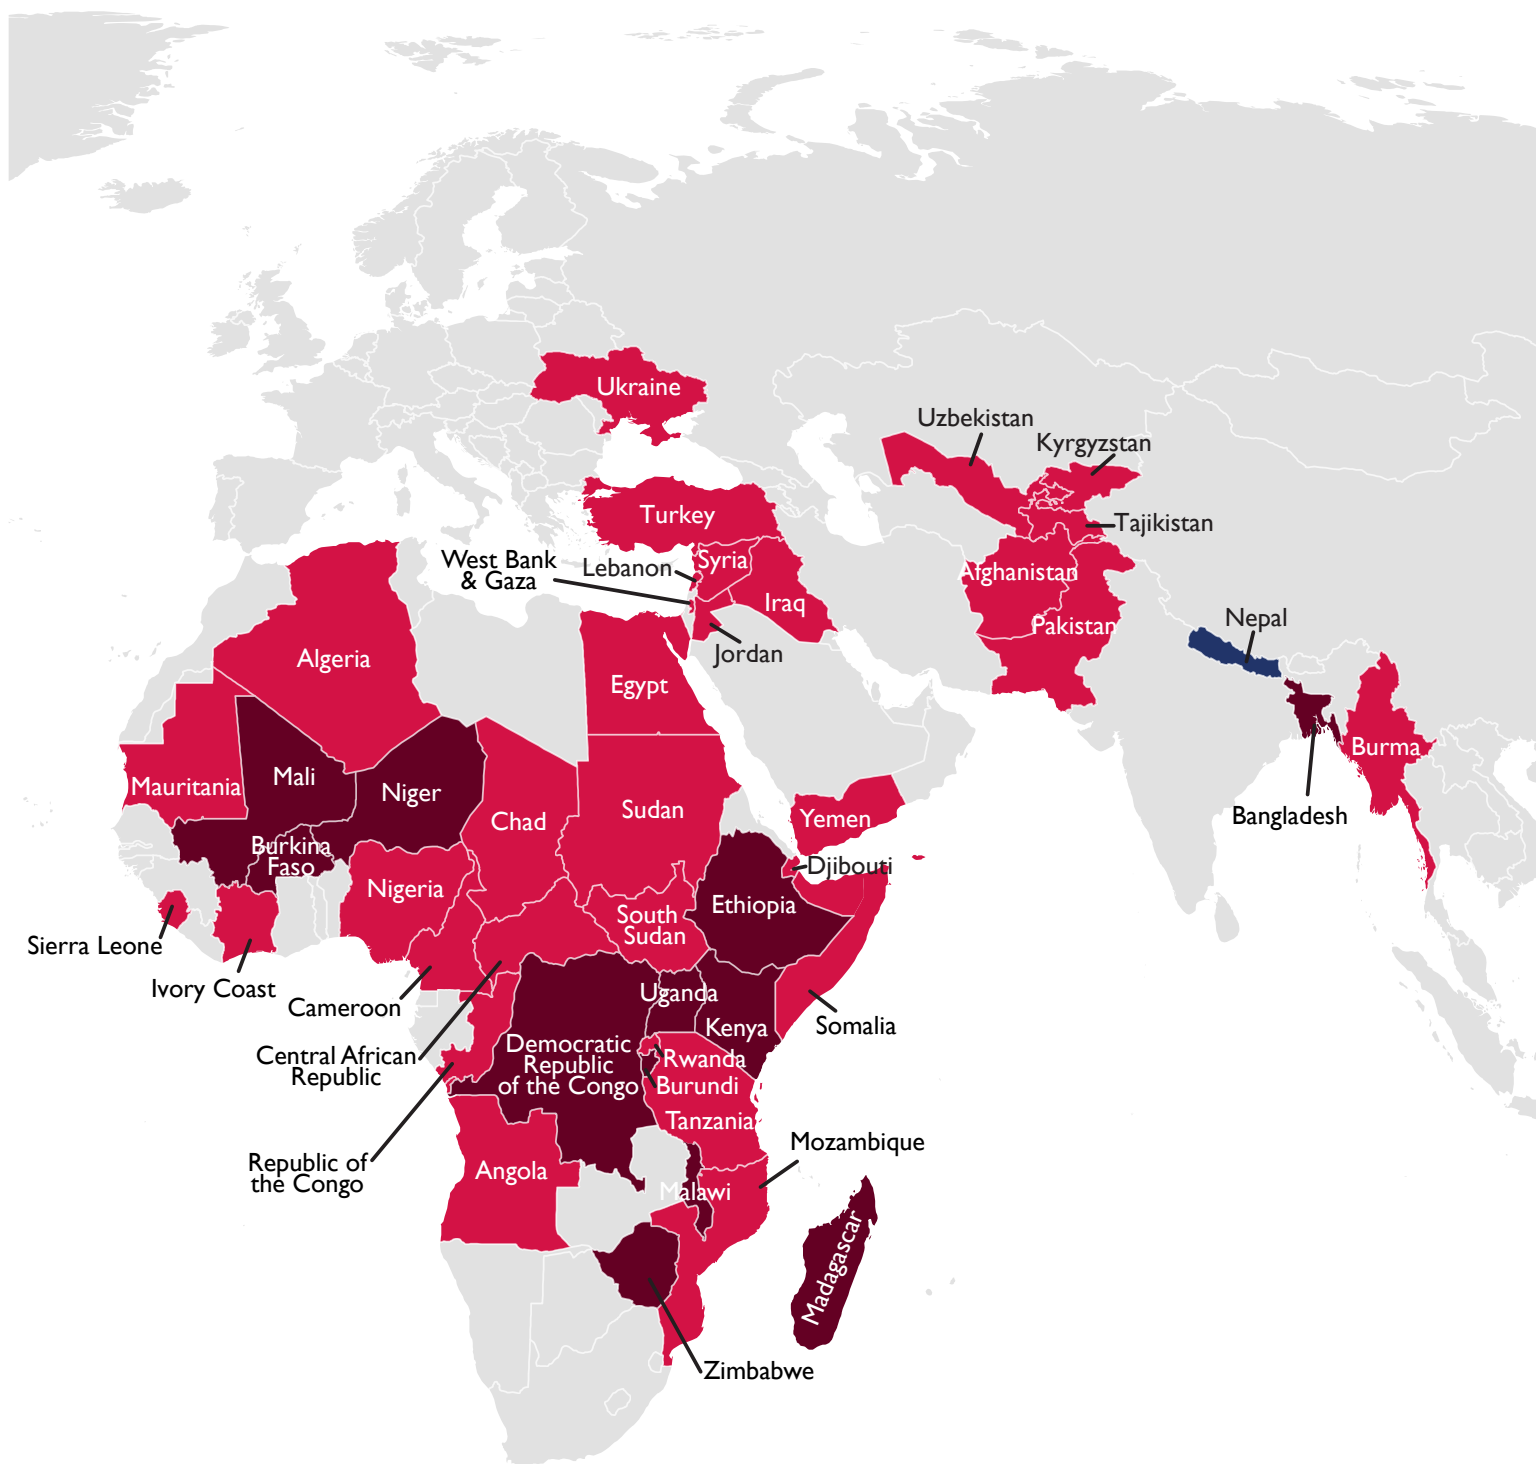 Ukraine
Uzbekistan
Kyrgyzstan
Turkey
Tajikistan
West Bank
& Gaza
Lebanon
Syria
Afghanistan
Iraq
Pakistan
Nepal
Jordan
Algeria
Egypt
Burma
Mali
Mauritania
Niger
Chad
Sudan
Yemen
Bangladesh
Burkina
Faso
Djibouti
Nigeria
Ethiopia
South
Sudan
Sierra Leone
Ivory Coast
Cameroon
Uganda
Kenya
Somalia
Central African
Republic
Democratic
Republic
of the Congo
Rwanda
Burundi
Tanzania
Mozambique
Republic of
the Congo
Angola
Malawi
Madagascar
Zimbabwe